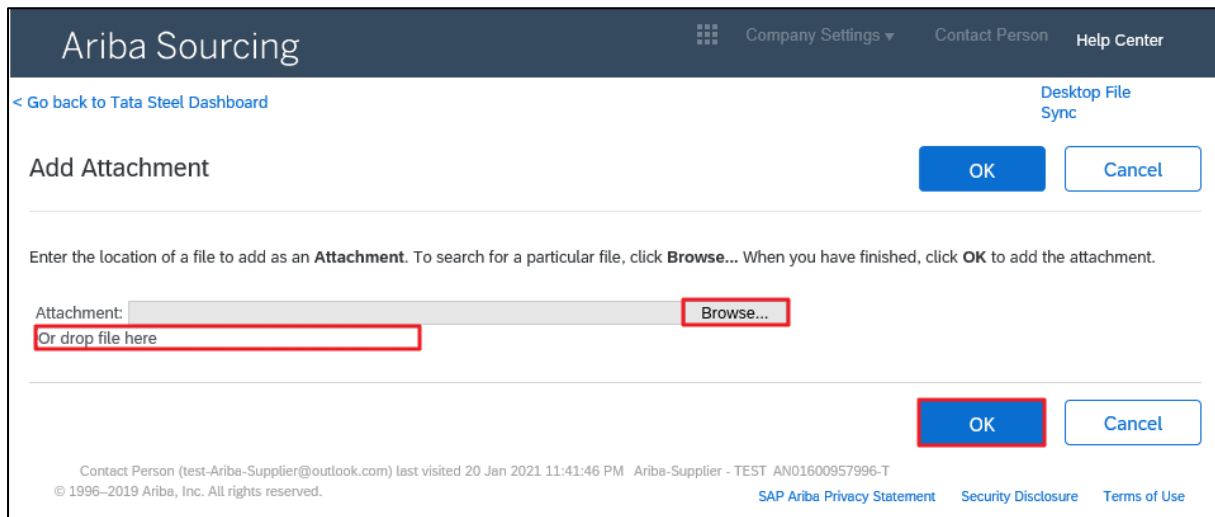 Ariba Sourcing
Company Settings ▾ Contact Person Help Center
< Go back to Tata Steel Dashboard
Desktop File
Sync
Add Attachment
OK Cancel
Enter the location of a file to add as an Attachment. To search for a particular file, click Browse... When you have finished, click OK to add the attachment.
Attachment: Browse...
Or drop file here
OK Cancel
Contact Person (test-Ariba-Supplier@outlook.com) last visited 20 Jan 2021 11:41:46 PM Ariba-Supplier - TEST AN01600957996-T
© 1996–2019 Ariba, Inc. All rights reserved.
SAP Ariba Privacy Statement Security Disclosure Terms of Use